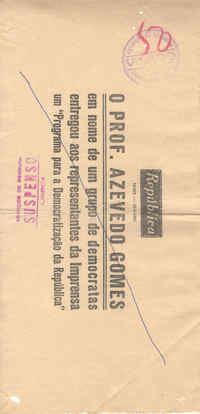 República
O PROF. AZEVEDO GOMES
em nome de um grupo de democratas
entregou aos representantes da Imprensa
um "Programa para a Democratização da República"
SUSPENSO